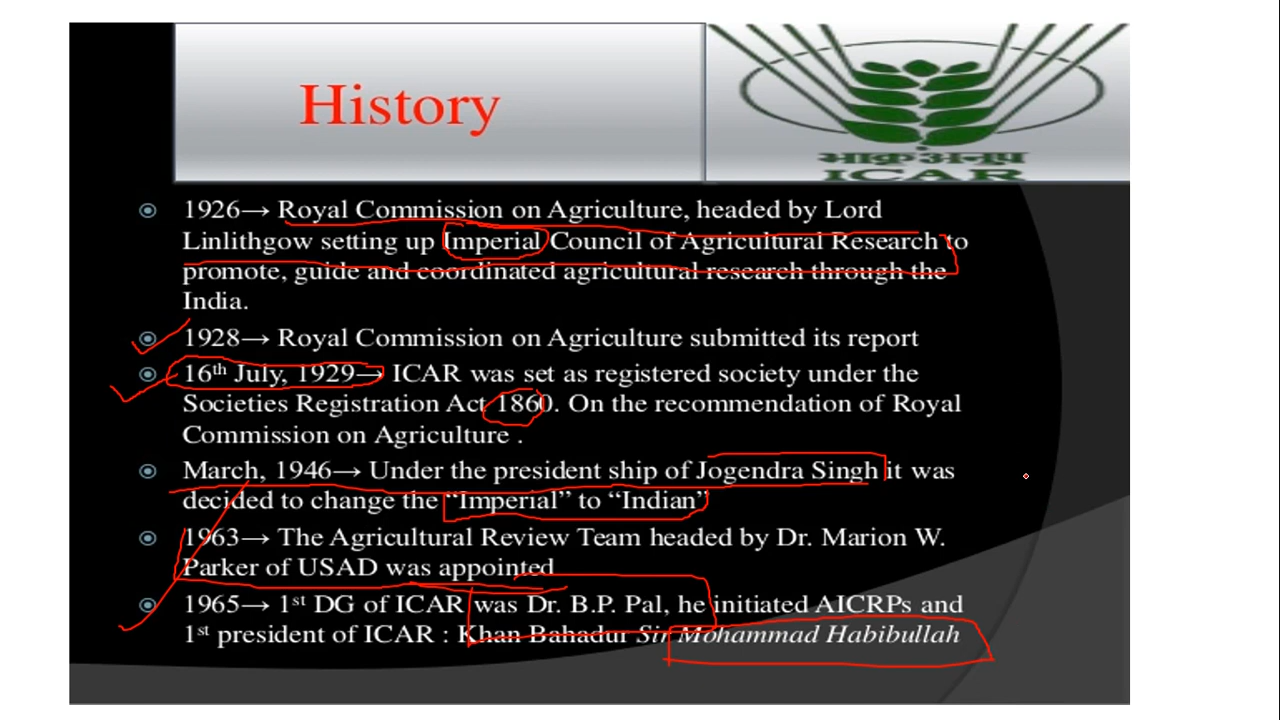 History
भाकृअनुप
ICAR
1926→ Royal Commission on Agriculture, headed by Lord
Linlithgow setting up Imperial Council of Agricultural Research to
promote, guide and coordinated agricultural research through the
India.
1928→ Royal Commission on Agriculture submitted its report
16th July, 1929→ ICAR was set as registered society under the
Societies Registration Act 1860. On the recommendation of Royal
Commission on Agriculture .
March, 1946→ Under the president ship of Jogendra Singh it was
decided to change the “Imperial” to “Indian”
1963→ The Agricultural Review Team headed by Dr. Marion W.
Parker of USAD was appointed
1965→ 1st DG of ICAR was Dr. B.P. Pal, he initiated AICRPs and
1st president of ICAR : Khan Bahadur Sir Mohammad Habibullah